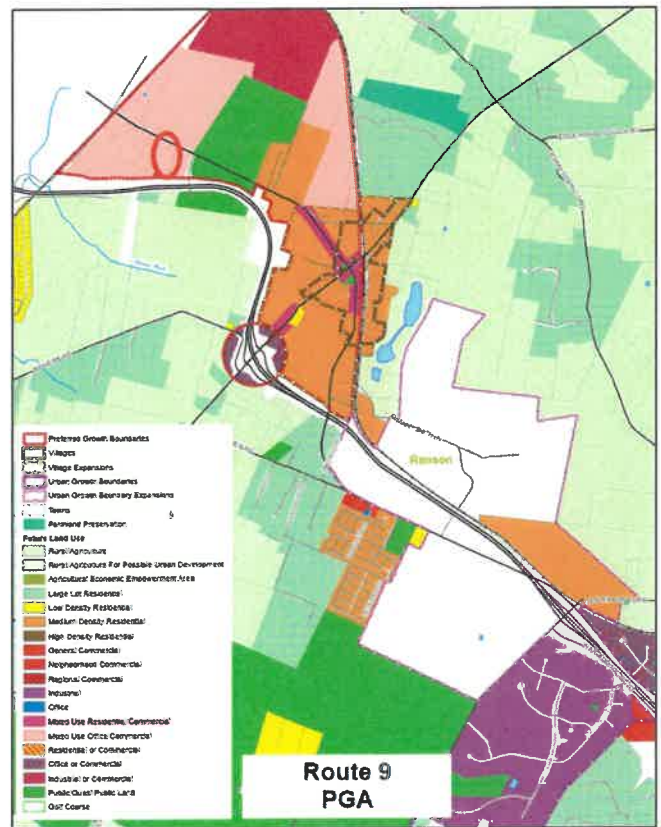 Ranson
Preferred Growth Boundaries
Villages
Village Expansions
Urban Growth Boundaries
Urban Growth Boundary Expansions
Towns
9
Permanent Preservation
Future Land Use
Rural/Agriculture
Rural Agriculture For Possible Urban Development
Agricultural Economic Empowerment Area
Large Lot Residential
Low Density Residential
Medium Density Residential
High Density Residential
General Commercial
Neighborhood Commercial
Regional Commercial
Industrial
Office
Mixed Use Residential/Commercial
Mixed Use Office Commercial
Residential or Commercial
Office or Commercial
Industrial or Commercial
Public/Quasi Public Land
Golf Course
Route 9
PGA